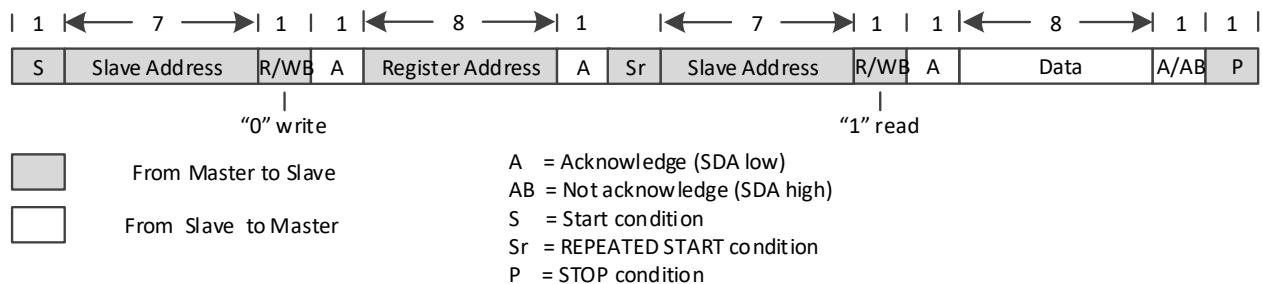 1 7 1 1 8 1 7 1 1 8 1 1
S Slave Address R/WB A Register Address A Sr Slave Address R/WB A Data A/AB P
“0” write “1” read
From Master to Slave
From Slave to Master
A = Acknowledge (SDA low)
AB = Not acknowledge (SDA high)
S = Start condition
Sr = REPEATED START condition
P = STOP condition